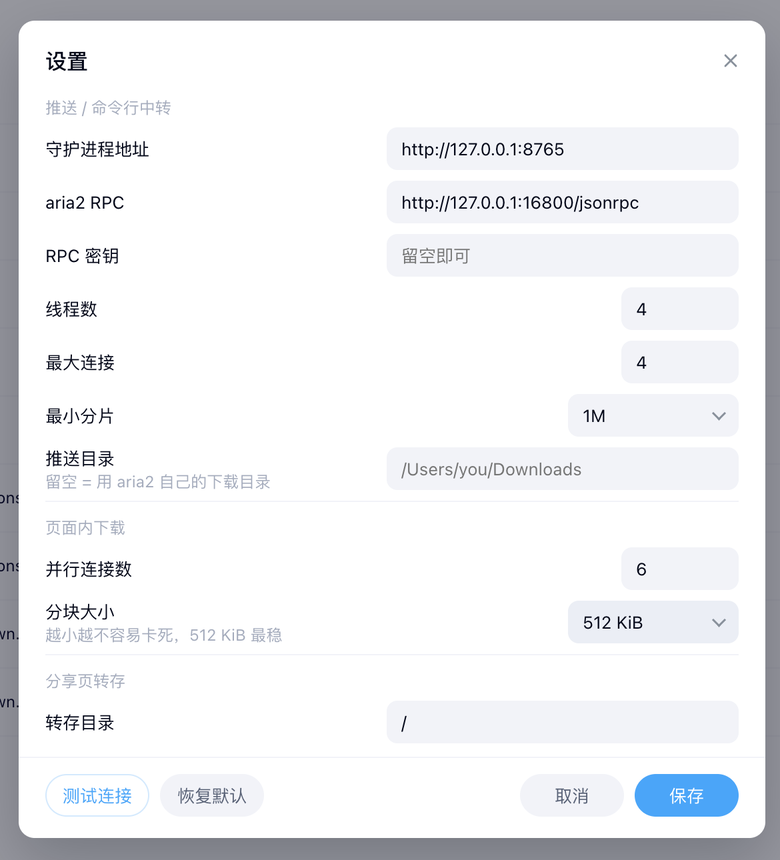 设置
推送 / 命令行中转
守护进程地址
http://127.0.0.1:8765
aria2 RPC
http://127.0.0.1:16800/jsonrpc
RPC 密钥
留空即可
线程数
4
最大连接
4
最小分片
1M
推送目录
留空 = 用 aria2 自己的下载目录
/Users/you/Downloads
页面内下载
并行连接数
6
分块大小
越小越不容易卡死，512 KiB 最稳
512 KiB
分享页转存
转存目录
/
测试连接
恢复默认
取消
保存
ons
ons
wn.
wn.